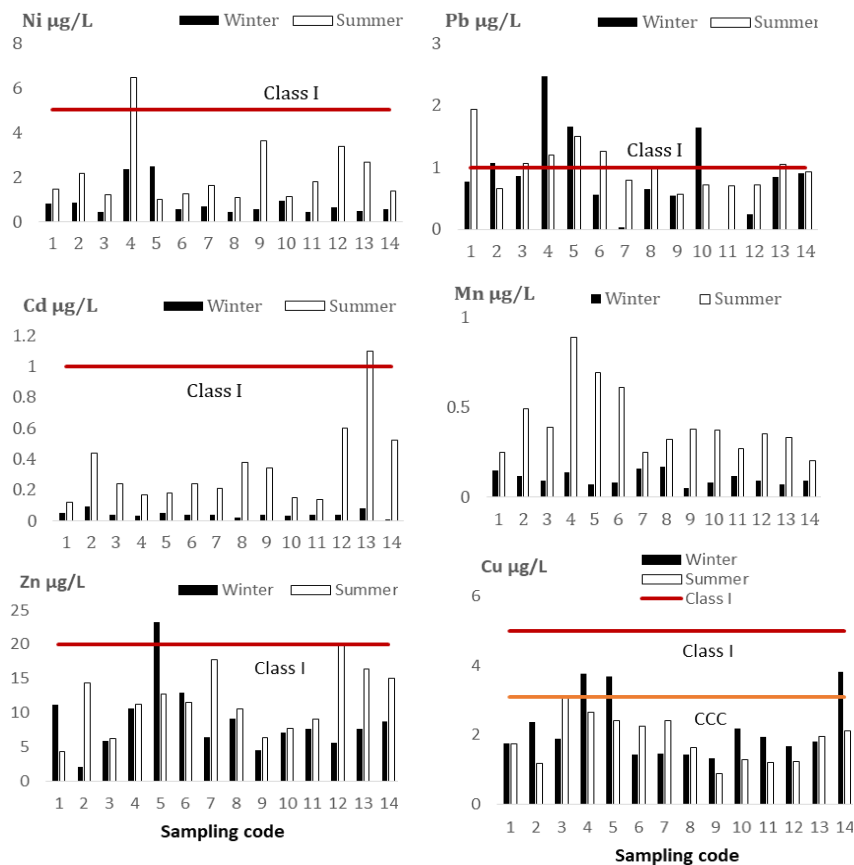 Ni µg/L
Winter
Summer
8
6
4
2
0
Class I
1 2 3 4 5 6 7 8 9 10 11 12 13 14
Pb µg/L
Winter
Summer
3
2
1
0
Class I
1 2 3 4 5 6 7 8 9 10 11 12 13 14
Cd µg/L
Winter
Summer
1.2
1
0.8
0.6
0.4
0.2
0
Class I
1 2 3 4 5 6 7 8 9 10 11 12 13 14
Mn µg/L
Winter
Summer
1
0.5
0
1 2 3 4 5 6 7 8 9 10 11 12 13 14
Zn µg/L
Winter
Summer
25
20
15
10
5
0
Class I
1 2 3 4 5 6 7 8 9 10 11 12 13 14
Sampling code
Cu µg/L
Winter
Summer
Class I
6
4
2
0
Class I
CCC
1 2 3 4 5 6 7 8 9 10 11 12 13 14
Sampling code